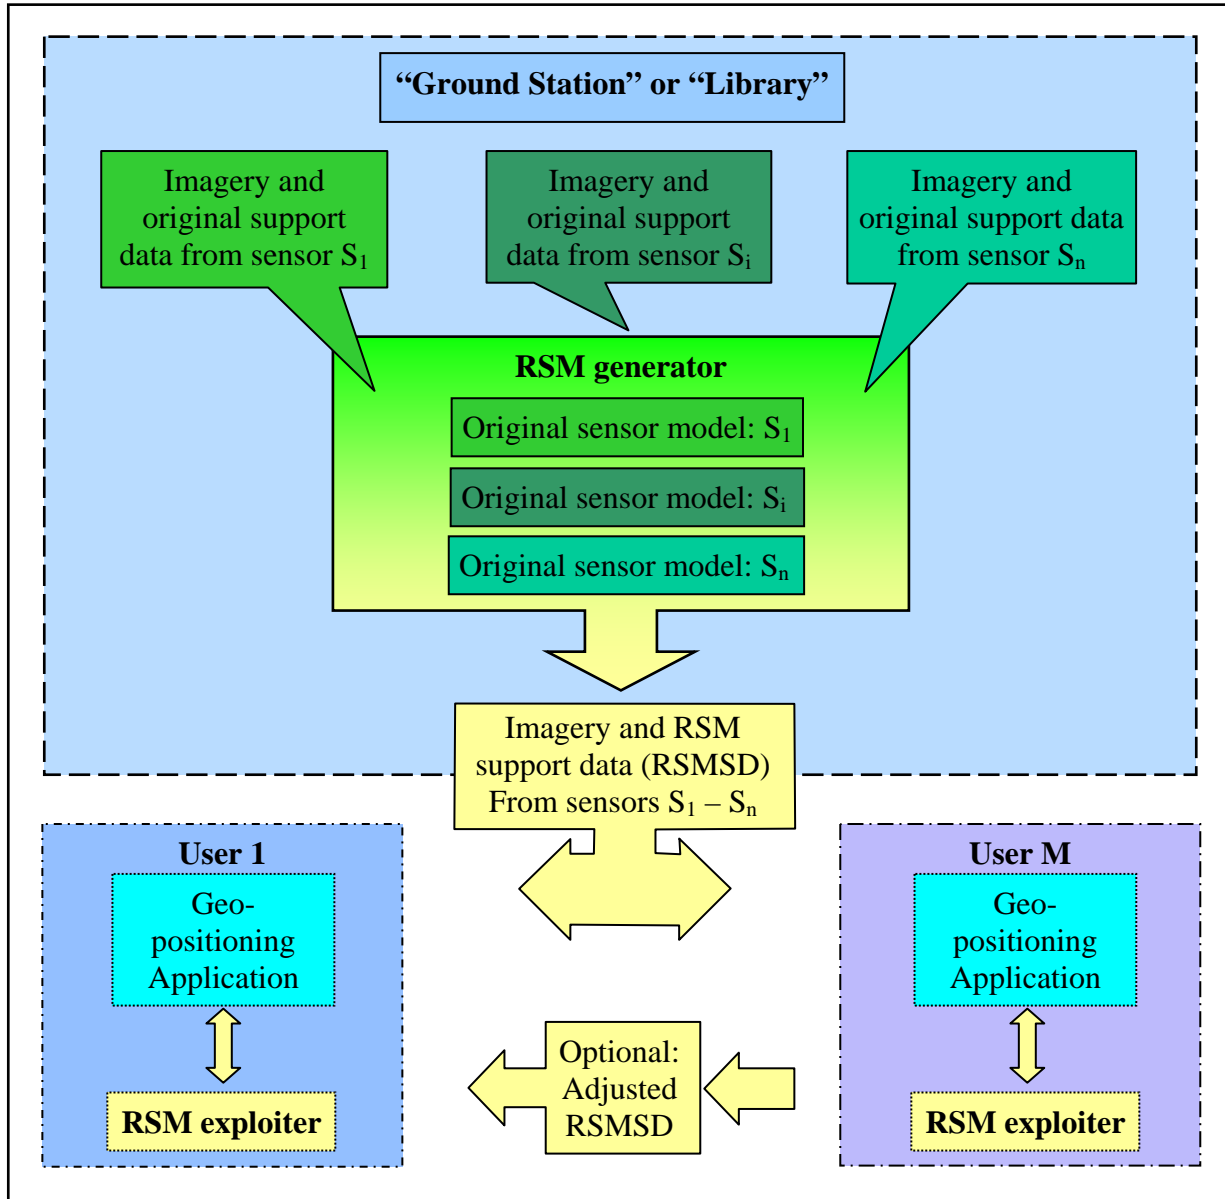 “Ground Station” or “Library”
Imagery and
original support
data from sensor S1
Imagery and
original support
data from sensor Si
Imagery and
original support data
from sensor Sn
RSM generator
Original sensor model: S1
Original sensor model: Si
Original sensor model: Sn
Imagery and RSM
support data (RSMSD)
From sensors S1 – Sn
User 1
Geo-
positioning
Application
RSM exploiter
Optional:
Adjusted
RSMSD
User M
Geo-
positioning
Application
RSM exploiter